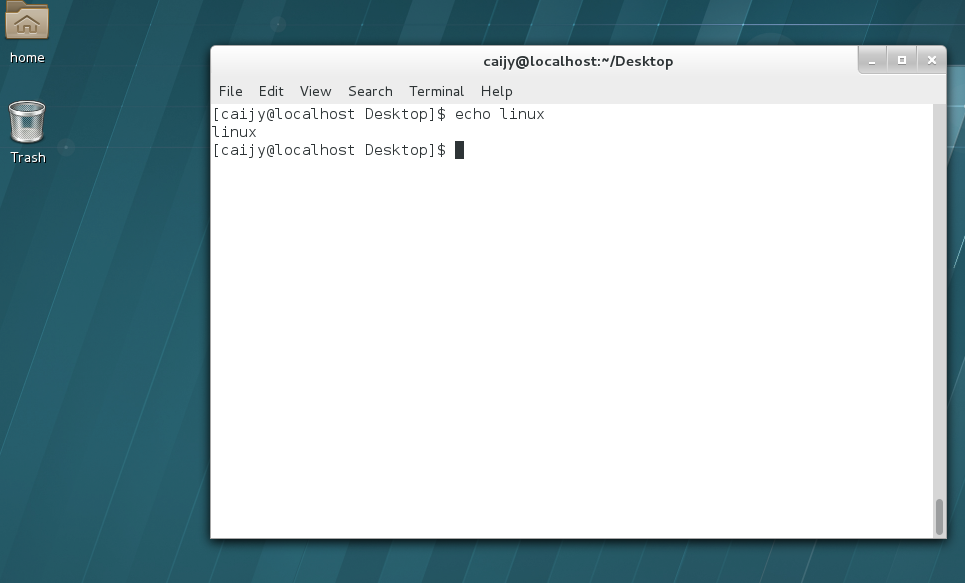 home
Trash
caijy@localhost:~/Desktop
File Edit View Search Terminal Help
[caijy@localhost Desktop]$ echo linux
linux
[caijy@localhost Desktop]$